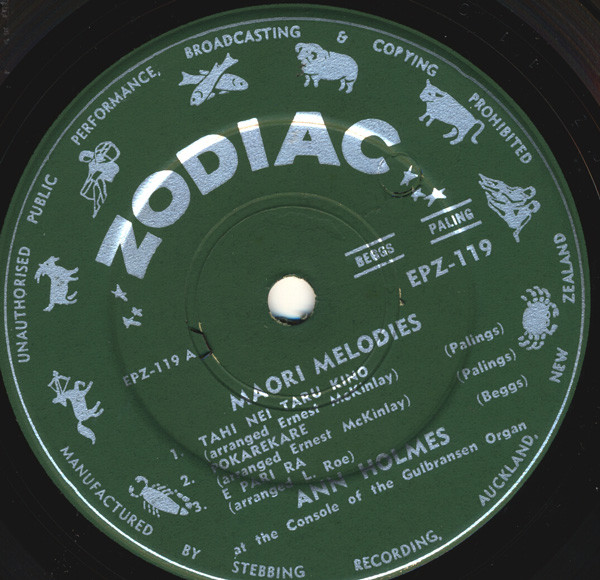 UNAUTHORISED PUBLIC PERFORMANCE, BROADCASTING & COPYING PROHIBITED
ZODIAC
BEGGS
PALING
EPZ-119
EPZ-119 A
MAORI MELODIES
1. TAHI NEI TARU KINO (Palings)
(arranged Ernest McKinlay)
2. POKAREKARE (Palings)
(arranged Ernest McKinlay)
3. E PARI RA (Beggs)
(arranged J. Roe)
ANN HOLMES
at the Console of the Gulbransen Organ
MANUFACTURED BY STEBBING RECORDING, AUCKLAND, NEW ZEALAND